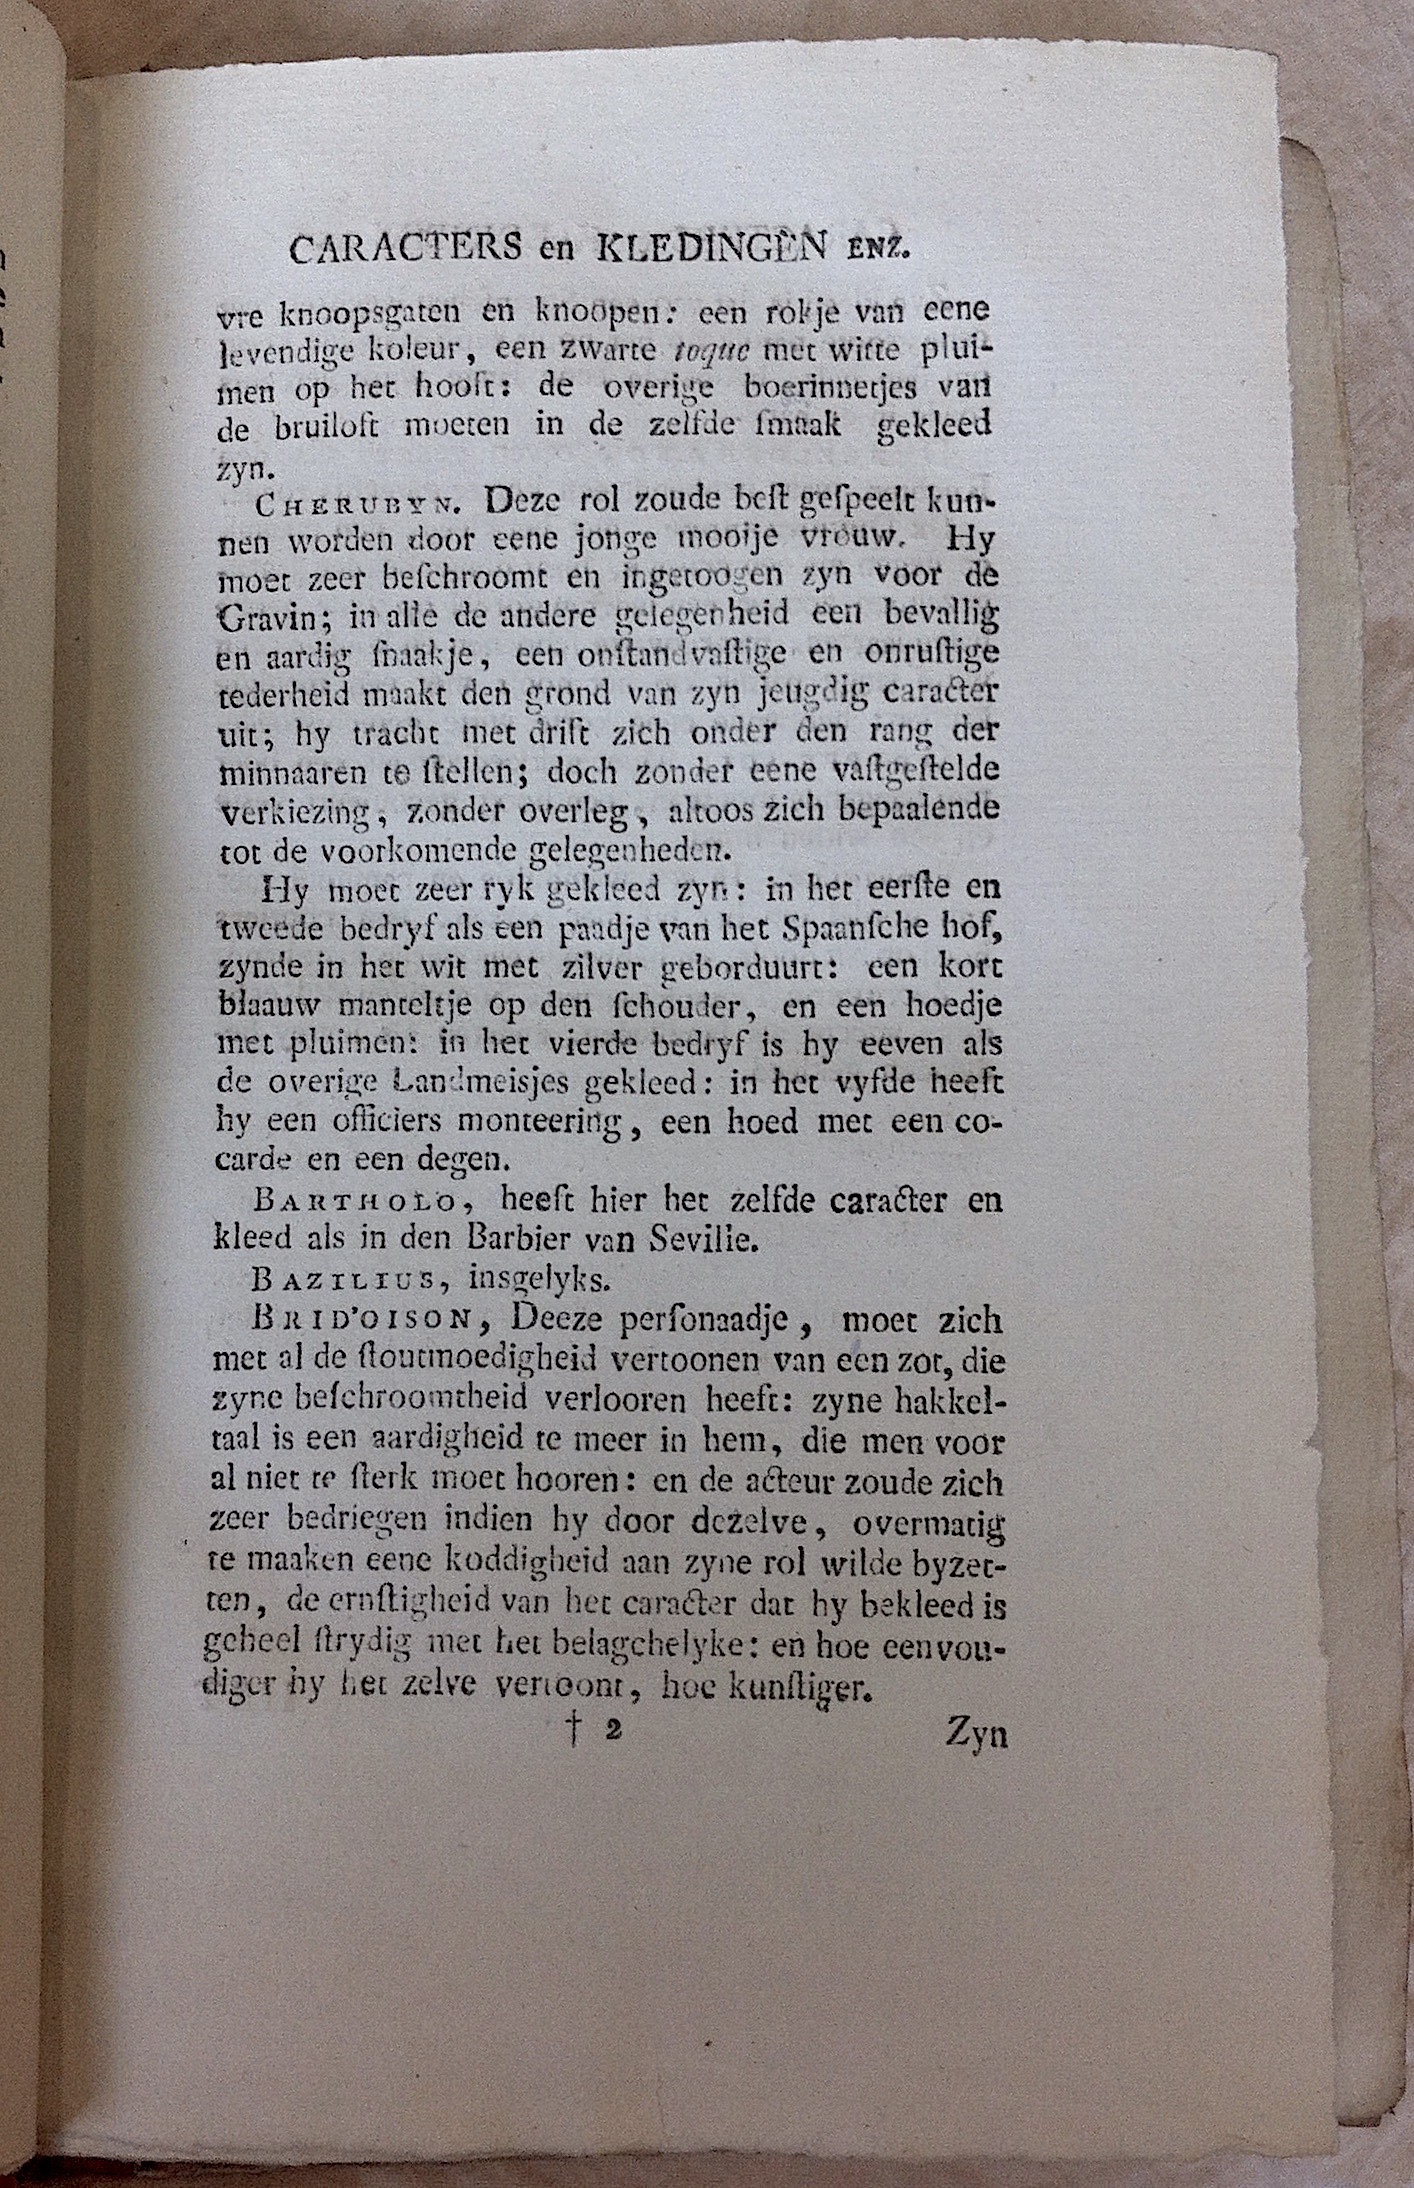 CARACTERS en KLEDINGEN ENZ.
vre knoopsgaten en knoopen: een rokje van eene
levendige koleur, een zwarte toque met witte plui-
men op het hooft: de overige boerinnetjes van
de bruiloft moeten in de zelfde ſmaak gekleed
zyn.
CHERUBYN. Deze rol zoude beſt geſpeelt kun-
nen worden door eene jonge mooije vrouw. Hy
moet zeer beſchroomt en ingetoogen zyn voor de
Gravin; in alle de andere gelegenheid een bevallig
en aardig ſnaakje, een onſtandvaſtige en onruſtige
tederheid maakt den grond van zyn jeugdig caracter
uit; hy tracht met drift zich onder den rang der
minnaaren te ſtellen; doch zonder eene vaſtgeſtelde
verkiezing, zonder overleg, altoos zich bepaalende
tot de voorkomende gelegenheden.
Hy moet zeer ryk gekleed zyn: in het eerſte en
tweede bedryf als een paadje van het Spaanſche hof,
zynde in het wit met zilver geborduurt: een kort
blaauw manteltje op den ſchouder, en een hoedje
met pluimen: in het vierde bedryf is hy eeven als
de overige Landmeisjes gekleed: in het vyfde heeft
hy een officiers monteering, een hoed met een co-
carde en een degen.
BARTHOLO, heeft hier het zelfde caracter en
kleed als in den Barbier van Sevilie.
BAZILIUS, insgelyks.
BRID'OISON, Deeze perſonaadje, moet zich
met al de ſtoutmoedigheid vertoonen van een zot, die
zyne beſchroomtheid verlooren heeft: zyne hakkel-
taal is een aardigheid te meer in hem, die men voor
al niet te ſterk moet hooren: en de acteur zoude zich
zeer bedriegen indien hy door dezelve, overmatig
te maaken eene koddigheid aan zyne rol wilde byzet-
ten, de ernſtigheid van het caracter dat hy bekleed is
geheel ſtrydig met het belagchelyke: en hoe eenvou-
diger hy het zelve vertoont, hoe kunſtiger.
† 2 Zyn